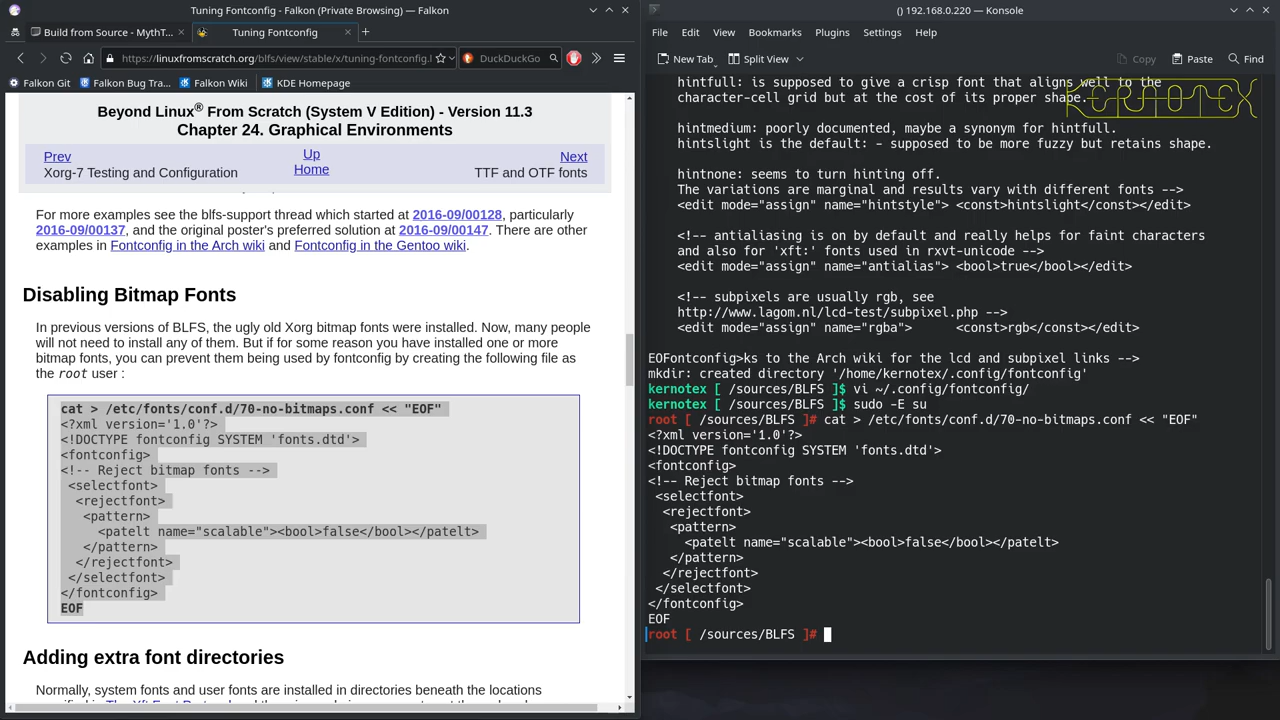 Tuning Fontconfig - Falkon (Private Browsing) — Falkon
Build from Source - MythT...
Tuning Fontconfig
https://linuxfromscratch.org/blfs/view/stable/x/tuning-fontconfig.l
DuckDuckGo
Falkon Git
Falkon Bug Tra...
Falkon Wiki
KDE Homepage
Beyond Linux® From Scratch (System V Edition) - Version 11.3
Chapter 24. Graphical Environments
Prev
Up
Next
Xorg-7 Testing and Configuration
Home
TTF and OTF fonts
For more examples see the blfs-support thread which started at 2016-09/00128, particularly
2016-09/00137, and the original poster's preferred solution at 2016-09/00147. There are other
examples in Fontconfig in the Arch wiki and Fontconfig in the Gentoo wiki.
Disabling Bitmap Fonts
In previous versions of BLFS, the ugly old Xorg bitmap fonts were installed. Now, many people
will not need to install any of them. But if for some reason you have installed one or more
bitmap fonts, you can prevent them being used by fontconfig by creating the following file as
the root user :
cat > /etc/fonts/conf.d/70-no-bitmaps.conf << "EOF"
<?xml version='1.0'?>
<!DOCTYPE fontconfig SYSTEM 'fonts.dtd'>
<fontconfig>
<!-- Reject bitmap fonts -->
<selectfont>
<rejectfont>
<pattern>
<patelt name="scalable"><bool>false</bool></patelt>
</pattern>
</rejectfont>
</selectfont>
</fontconfig>
EOF
Adding extra font directories
Normally, system fonts and user fonts are installed in directories beneath the locations
() 192.168.0.220 — Konsole
File Edit View Bookmarks Plugins Settings Help
New Tab
Split View
Copy
Paste
Find
hintfull: is supposed to give a crisp font that aligns well to the
character-cell grid but at the cost of its proper shape.
KERNOTEX
hintmedium: poorly documented, maybe a synonym for hintfull.
hintslight is the default: - supposed to be more fuzzy but retains shape.
hintnone: seems to turn hinting off.
The variations are marginal and results vary with different fonts -->
<edit mode="assign" name="hintstyle"> <const>hintslight</const></edit>
<!-- antialiasing is on by default and really helps for faint characters
and also for 'xft:' fonts used in rxvt-unicode -->
<edit mode="assign" name="antialias"> <bool>true</bool></edit>
<!-- subpixels are usually rgb, see
http://www.lagom.nl/lcd-test/subpixel.php -->
<edit mode="assign" name="rgba"> <const>rgb</const></edit>
EOFontconfig>ks to the Arch wiki for the lcd and subpixel links -->
mkdir: created directory '/home/kernotex/.config/fontconfig'
kernotex [ /sources/BLFS ]$ vi ~/.config/fontconfig/
kernotex [ /sources/BLFS ]$ sudo -E su
root [ /sources/BLFS ]# cat > /etc/fonts/conf.d/70-no-bitmaps.conf << "EOF"
<?xml version='1.0'?>
<!DOCTYPE fontconfig SYSTEM 'fonts.dtd'>
<fontconfig>
<!-- Reject bitmap fonts -->
<selectfont>
<rejectfont>
<pattern>
<patelt name="scalable"><bool>false</bool></patelt>
</pattern>
</rejectfont>
</selectfont>
</fontconfig>
EOF
root [ /sources/BLFS ]#